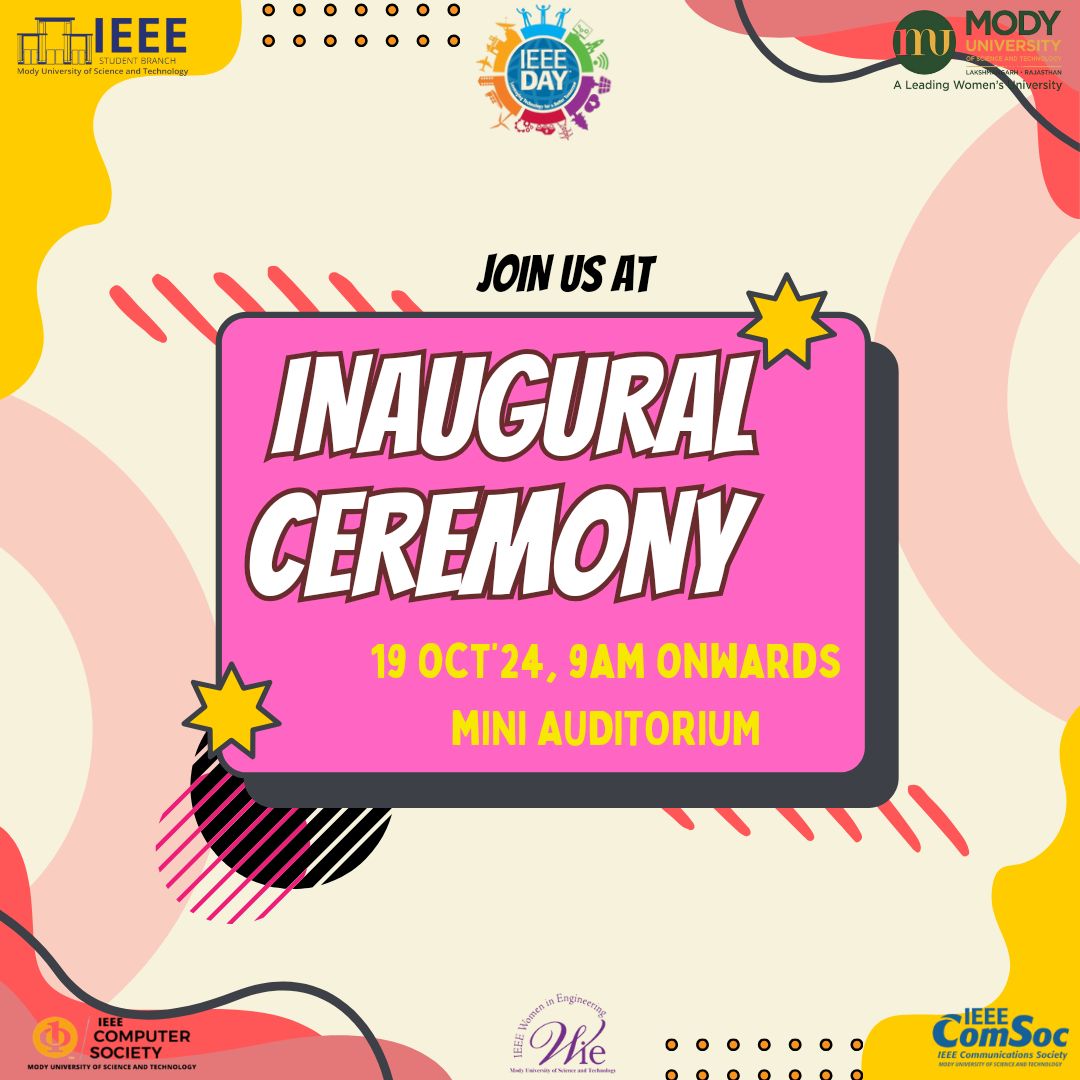 IEEE
STUDENT BRANCH
Mody University of Science and Technology
IEEE
DAY
MODY
UNIVERSITY
OF SCIENCE AND TECHNOLOGY
LAKSHMANGARH • RAJASTHAN
A Leading Women's University
JOIN US AT
INAUGURAL
CEREMONY
19 OCT'24, 9AM ONWARDS
MINI AUDITORIUM
IEEE
COMPUTER
SOCIETY
MODY UNIVERSITY OF SCIENCE AND TECHNOLOGY
IEEE Women in Engineering
WIE
Mody University of Science and Technology
IEEE
ComSoc
IEEE Communications Society
MODY UNIVERSITY OF SCIENCE AND TECHNOLOGY